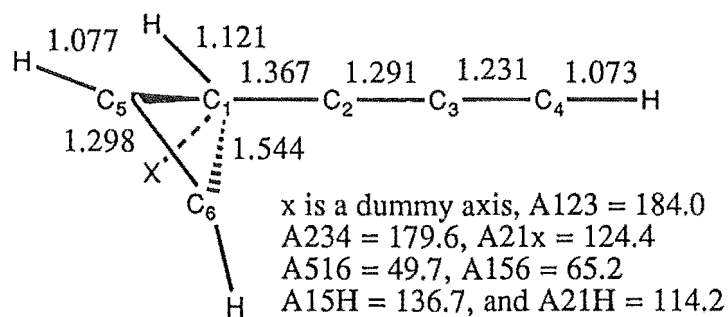 H 1.077 H 1.121
1.367 1.291 1.231 1.073
C5 C1 C2 C3 C4 H
1.298 X 1.544
C6
H
x is a dummy axis, A123 = 184.0
A234 = 179.6, A21x = 124.4
A516 = 49.7, A156 = 65.2
A15H = 136.7, and A21H = 114.2